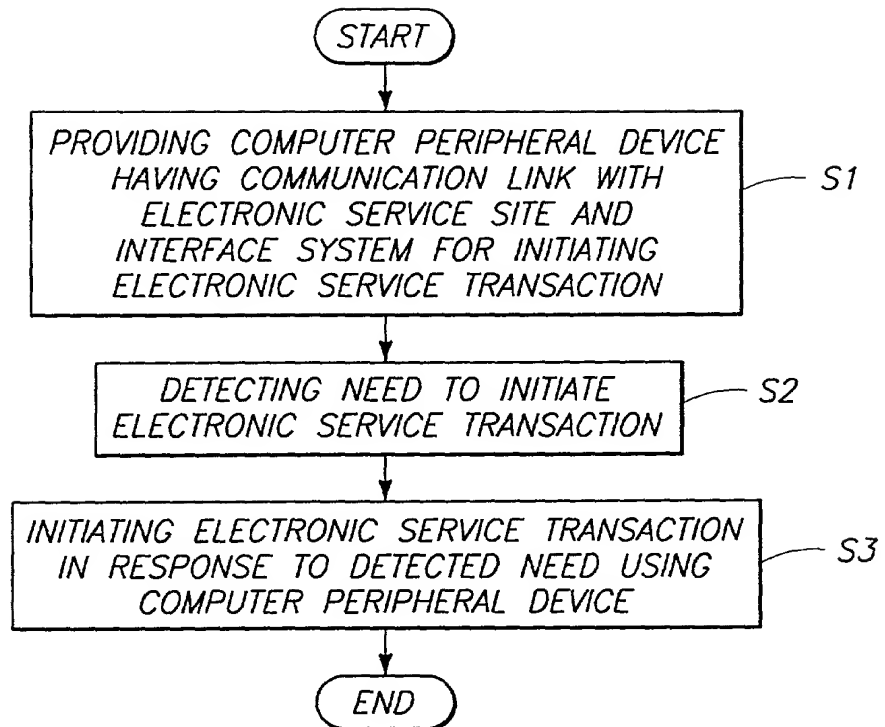 START
PROVIDING COMPUTER PERIPHERAL DEVICE
HAVING COMMUNICATION LINK WITH
ELECTRONIC SERVICE SITE AND
INTERFACE SYSTEM FOR INITIATING
ELECTRONIC SERVICE TRANSACTION
S1
DETECTING NEED TO INITIATE
ELECTRONIC SERVICE TRANSACTION
S2
INITIATING ELECTRONIC SERVICE TRANSACTION
IN RESPONSE TO DETECTED NEED USING
COMPUTER PERIPHERAL DEVICE
S3
END